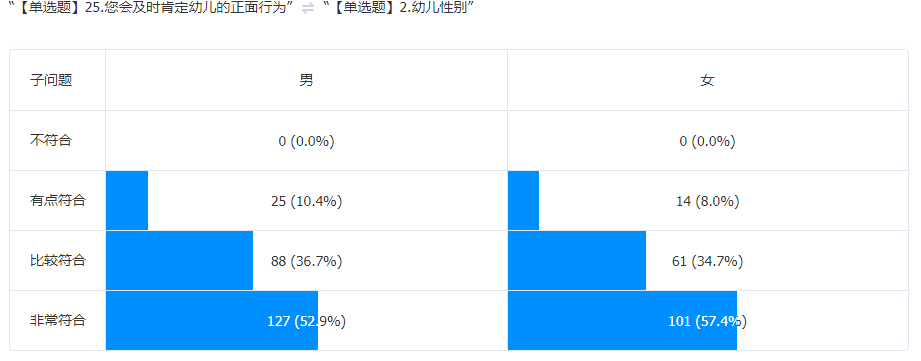 “【单选题】25.您会及时肯定幼儿的正面行为” ⇌ “【单选题】2.幼儿性别”
子问题 男 女
不符合 0 (0.0%) 0 (0.0%)
有点符合 25 (10.4%) 14 (8.0%)
比较符合 88 (36.7%) 61 (34.7%)
非常符合 127 (52.9%) 101 (57.4%)